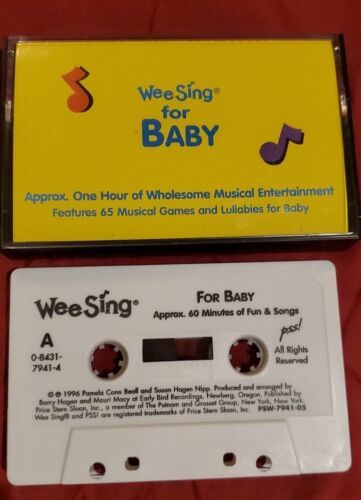 Wee Sing®
for
BABY
Approx. One Hour of Wholesome Musical Entertainment
Features 65 Musical Games and Lullabies for Baby
Wee Sing®
FOR BABY
Approx. 60 Minutes of Fun & Songs
A
0-8431-
7941-4
pss!
All Rights
Reserved
© ℗ 1996 Pamela Conn Beall and Susan Hagen Nipp. Produced and arranged by
Barry Hagen and Mauri Macy at Early Bird Recordings, Newberg, Oregon. Published by
Price Stern Sloan, Inc., a member of The Putnam and Grosset Group, New York, New York
Wee Sing® and PSS! are registered trademarks of Price Stern Sloan, Inc.
PSW-7941-05